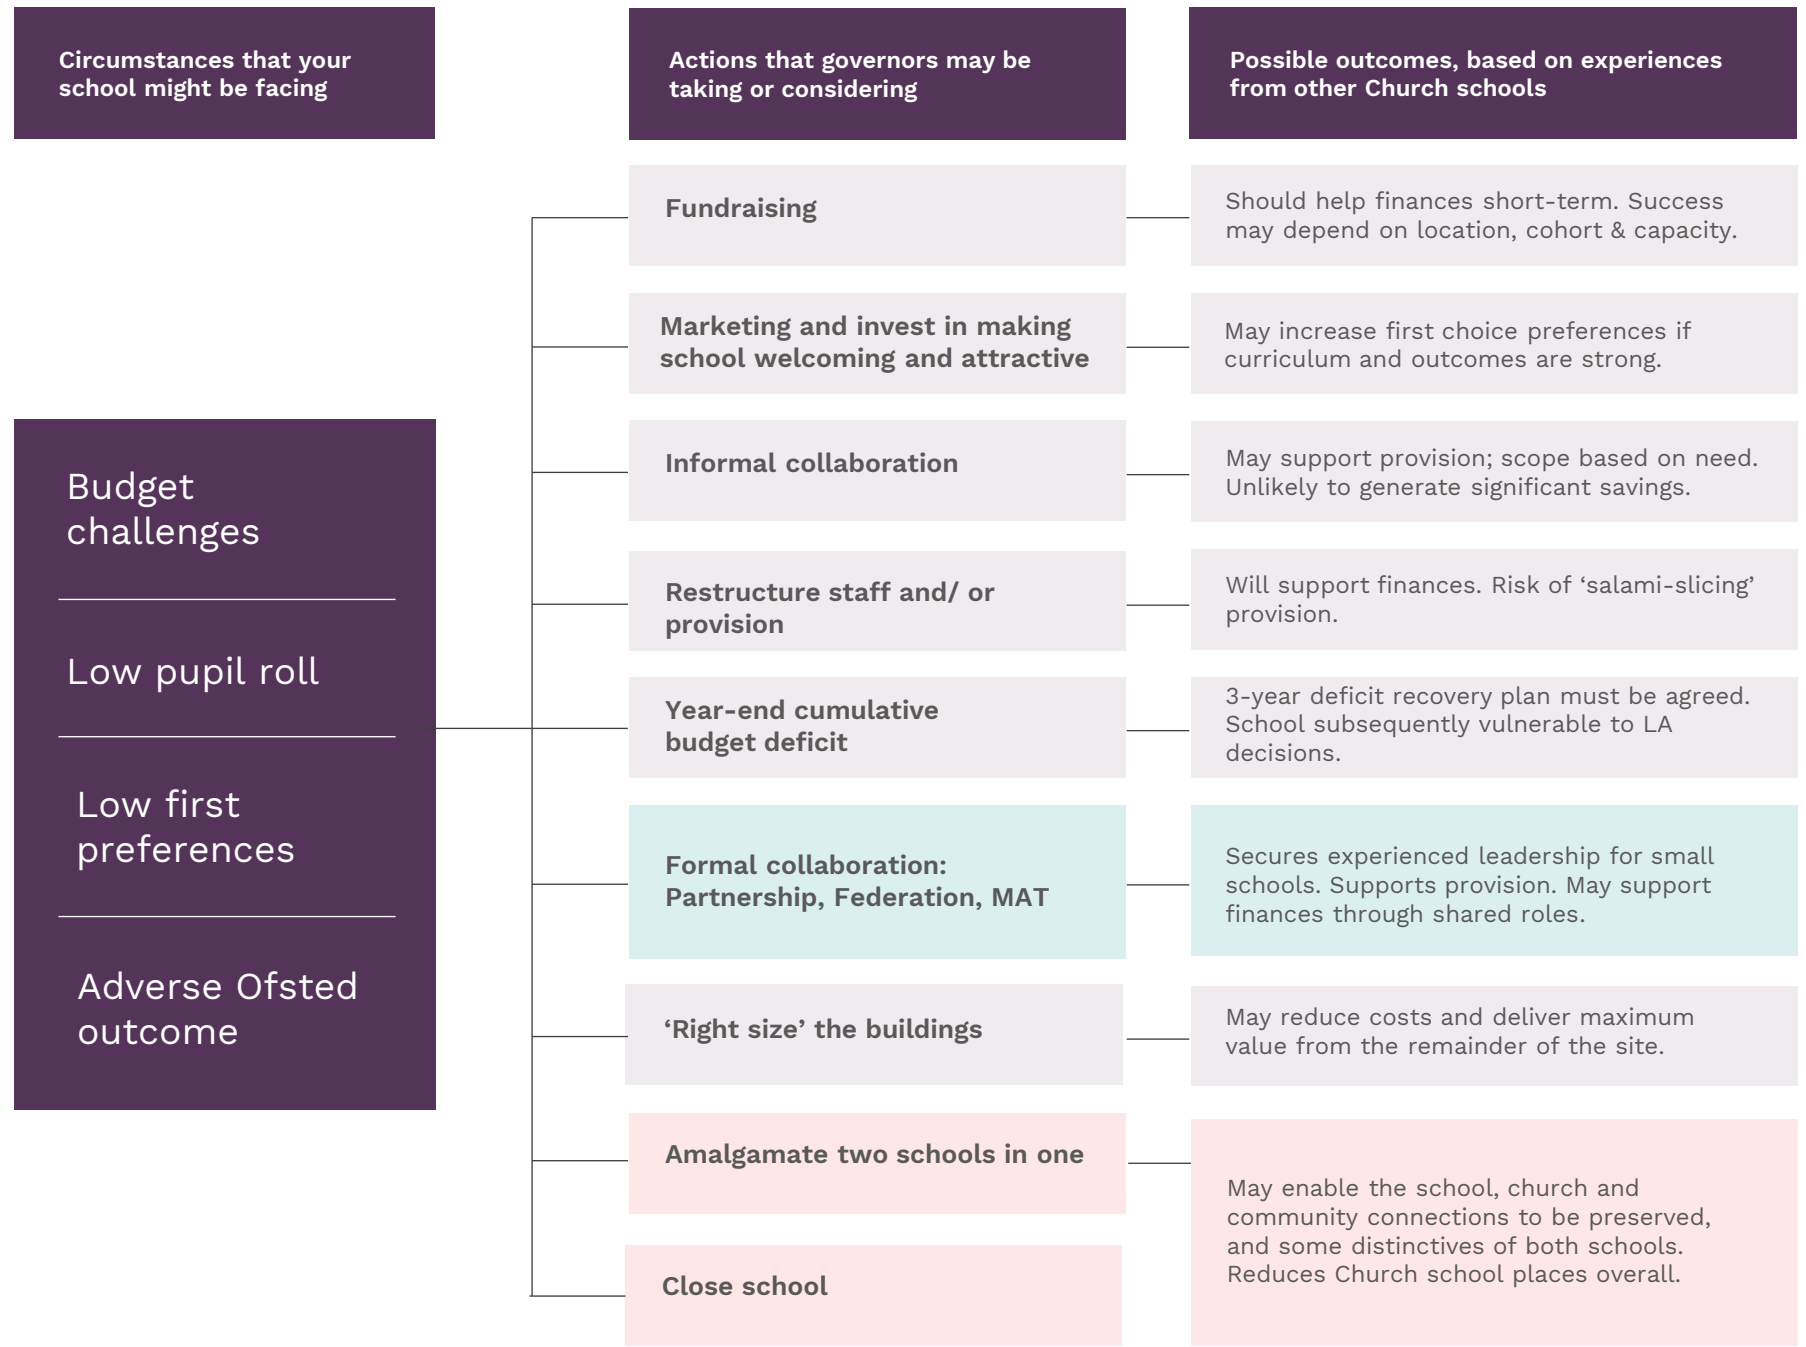 Circumstances that your
school might be facing
Actions that governors may be
taking or considering
Possible outcomes, based on experiences
from other Church schools
Budget
challenges
Low pupil roll
Low first
preferences
Adverse Ofsted
outcome
Fundraising
Should help finances short-term. Success
may depend on location, cohort & capacity.
Marketing and invest in making
school welcoming and attractive
May increase first choice preferences if
curriculum and outcomes are strong.
Informal collaboration
May support provision; scope based on need.
Unlikely to generate significant savings.
Restructure staff and/ or
provision
Will support finances. Risk of ‘salami-slicing’
provision.
Year-end cumulative
budget deficit
3-year deficit recovery plan must be agreed.
School subsequently vulnerable to LA
decisions.
Formal collaboration:
Partnership, Federation, MAT
Secures experienced leadership for small
schools. Supports provision. May support
finances through shared roles.
‘Right size’ the buildings
May reduce costs and deliver maximum
value from the remainder of the site.
Amalgamate two schools in one
Close school
May enable the school, church and
community connections to be preserved,
and some distinctives of both schools.
Reduces Church school places overall.